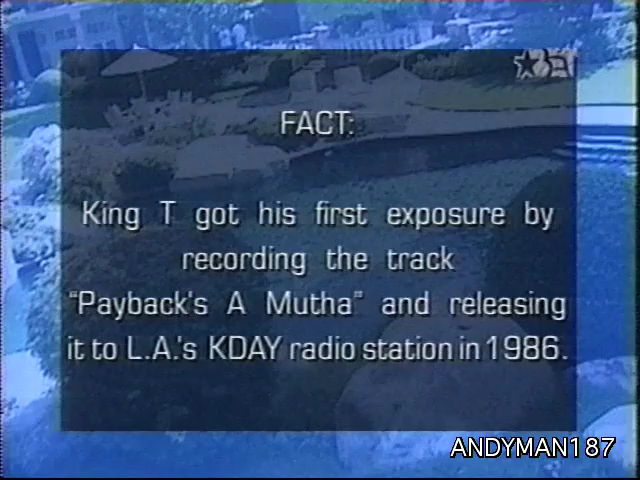 FACT:
King T got his first exposure by
recording the track
"Payback's A Mutha" and releasing
it to L.A.'s KDAY radio station in 1986.
ANDYMAN187